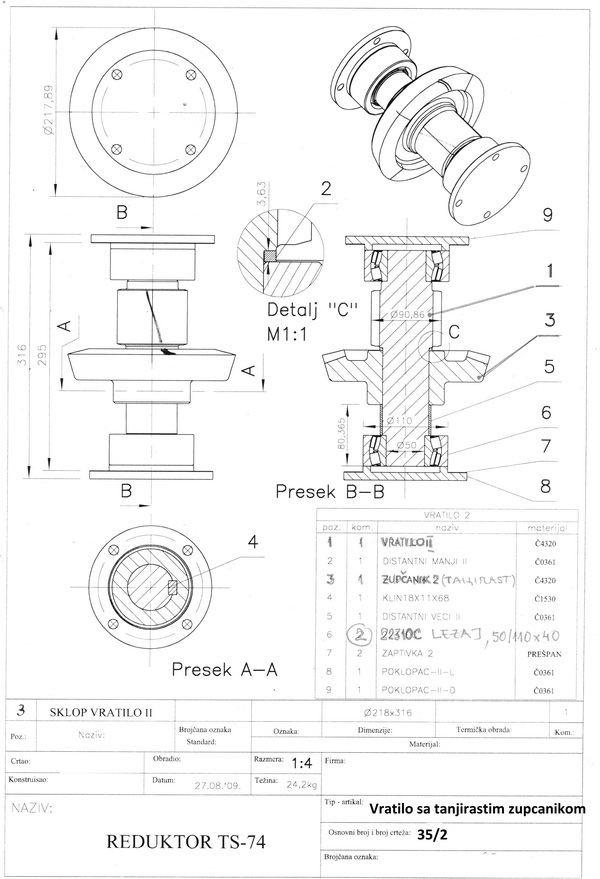 Ø217,89
B
3,63
2
9
Detalj "C"
M1:1
1
Ø90,86
C
3
A
A
316
295
5
80,365
Ø110
Ø50
6
7
B
Presek B-B
8
4
Presek A-A
VRATILO 2
poz. kom. naziv materijal
1 1 VRATILO II Č4320
2 1 DISTANTNI MANJI II Č0361
3 1 ZUPČANIK 2 (TANJIRAST) Č4320
4 1 KLIN18X11X68 Č1530
5 1 DISTANTNI VECI II Č0361
6 2 22310C LEZAJ, 50/110x40
7 2 ZAPTIVKA 2 PREŠPAN
8 1 POKLOPAC-II-L Č0361
9 1 POKLOPAC-II-D Č0361
3 SKLOP VRATILO II Ø218x316 1
Poz.: Naziv: Brojčana oznaka Standard: Oznaka: Dimenzije: Termička obrada: Kom.:
Materijal:
Crtao: Obradio: Razmera: 1:4 Firma:
Konstruisao: Datum: 27.08.'09. Težina: 24,2kg
NAZIV:
REDUKTOR TS-74
Tip - artikal: Vratilo sa tanjirastim zupcanikom
Osnovni broj i broj crteža: 35/2
Brojčana oznaka: